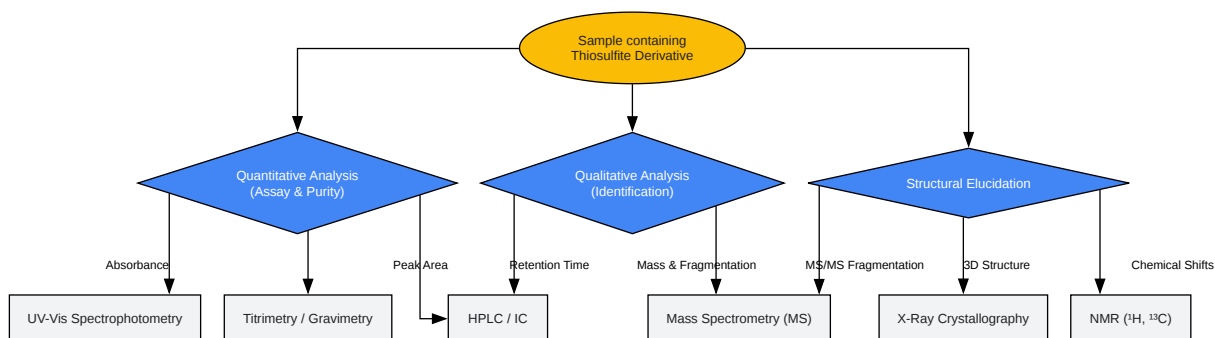 Sample containing
Thiosulfite Derivative
Quantitative Analysis
(Assay & Purity)
Qualitative Analysis
(Identification)
Structural Elucidation
Absorbance
Peak Area
Retention Time
Mass & Fragmentation
MS/MS Fragmentation
3D Structure
Chemical Shifts
UV-Vis Spectrophotometry
Titrimetry / Gravimetry
HPLC / IC
Mass Spectrometry (MS)
X-Ray Crystallography
NMR (¹H, ¹³C)